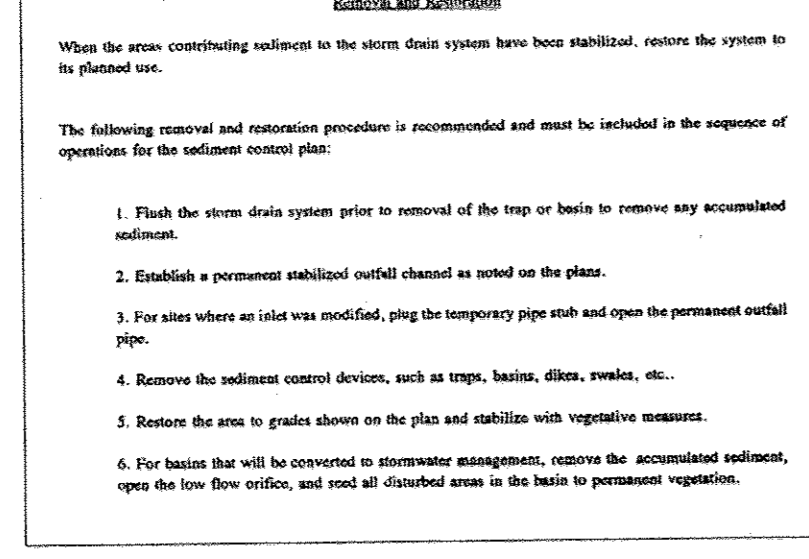 Removal and Restoration
When the areas contributing sediment to the storm drain system have been stabilized, restore the system to
its planned use.
The following removal and restoration procedure is recommended and must be included in the sequence of
operations for the sediment control plan:
1. Flush the storm drain system prior to removal of the trap or basin to remove any accumulated
sediment.
2. Establish a permanent stabilized outfall channel as noted on the plans.
3. For sites where an inlet was modified, plug the temporary pipe stub and open the permanent outfall
pipe.
4. Remove the sediment control devices, such as traps, basins, dikes, swales, etc..
5. Restore the area to grades shown on the plan and stabilize with vegetative measures.
6. For basins that will be converted to stormwater management, remove the accumulated sediment,
open the low flow orifice, and seed all disturbed areas in the basin to permanent vegetation.